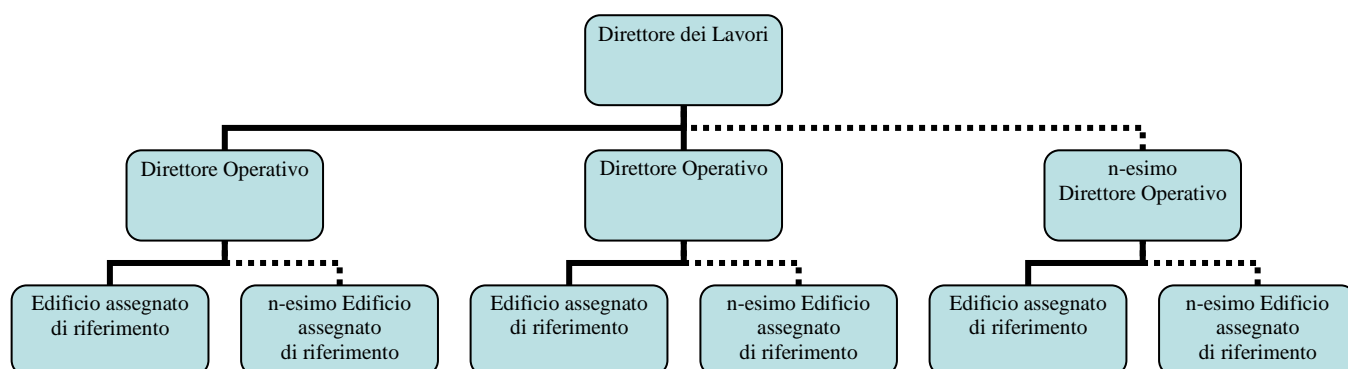 Direttore dei Lavori
Direttore Operativo
Direttore Operativo
n-esimo
Direttore Operativo
Edificio assegnato
di riferimento
n-esimo Edificio
assegnato
di riferimento
Edificio assegnato
di riferimento
n-esimo Edificio
assegnato
di riferimento
Edificio assegnato
di riferimento
n-esimo Edificio
assegnato
di riferimento